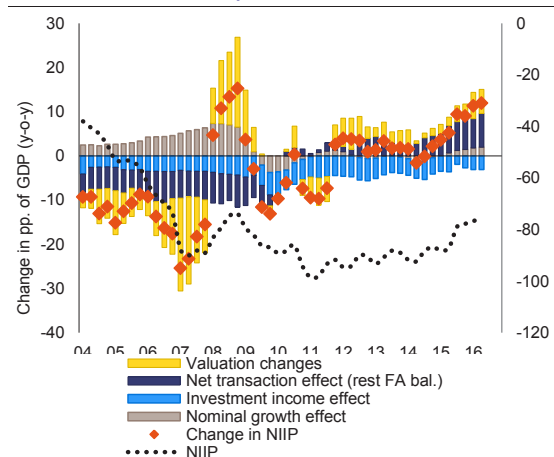 30
20
10
0
-10
-20
-30
-40
0
-20
-40
-60
-80
-100
-120
Change in pp. of GDP (y-o-y)
04 05 06 07 08 09 10 11 12 13 14 15 16
Valuation changes
Net transaction effect (rest FA bal.)
Investment income effect
Nominal growth effect
Change in NIIP
NIIP